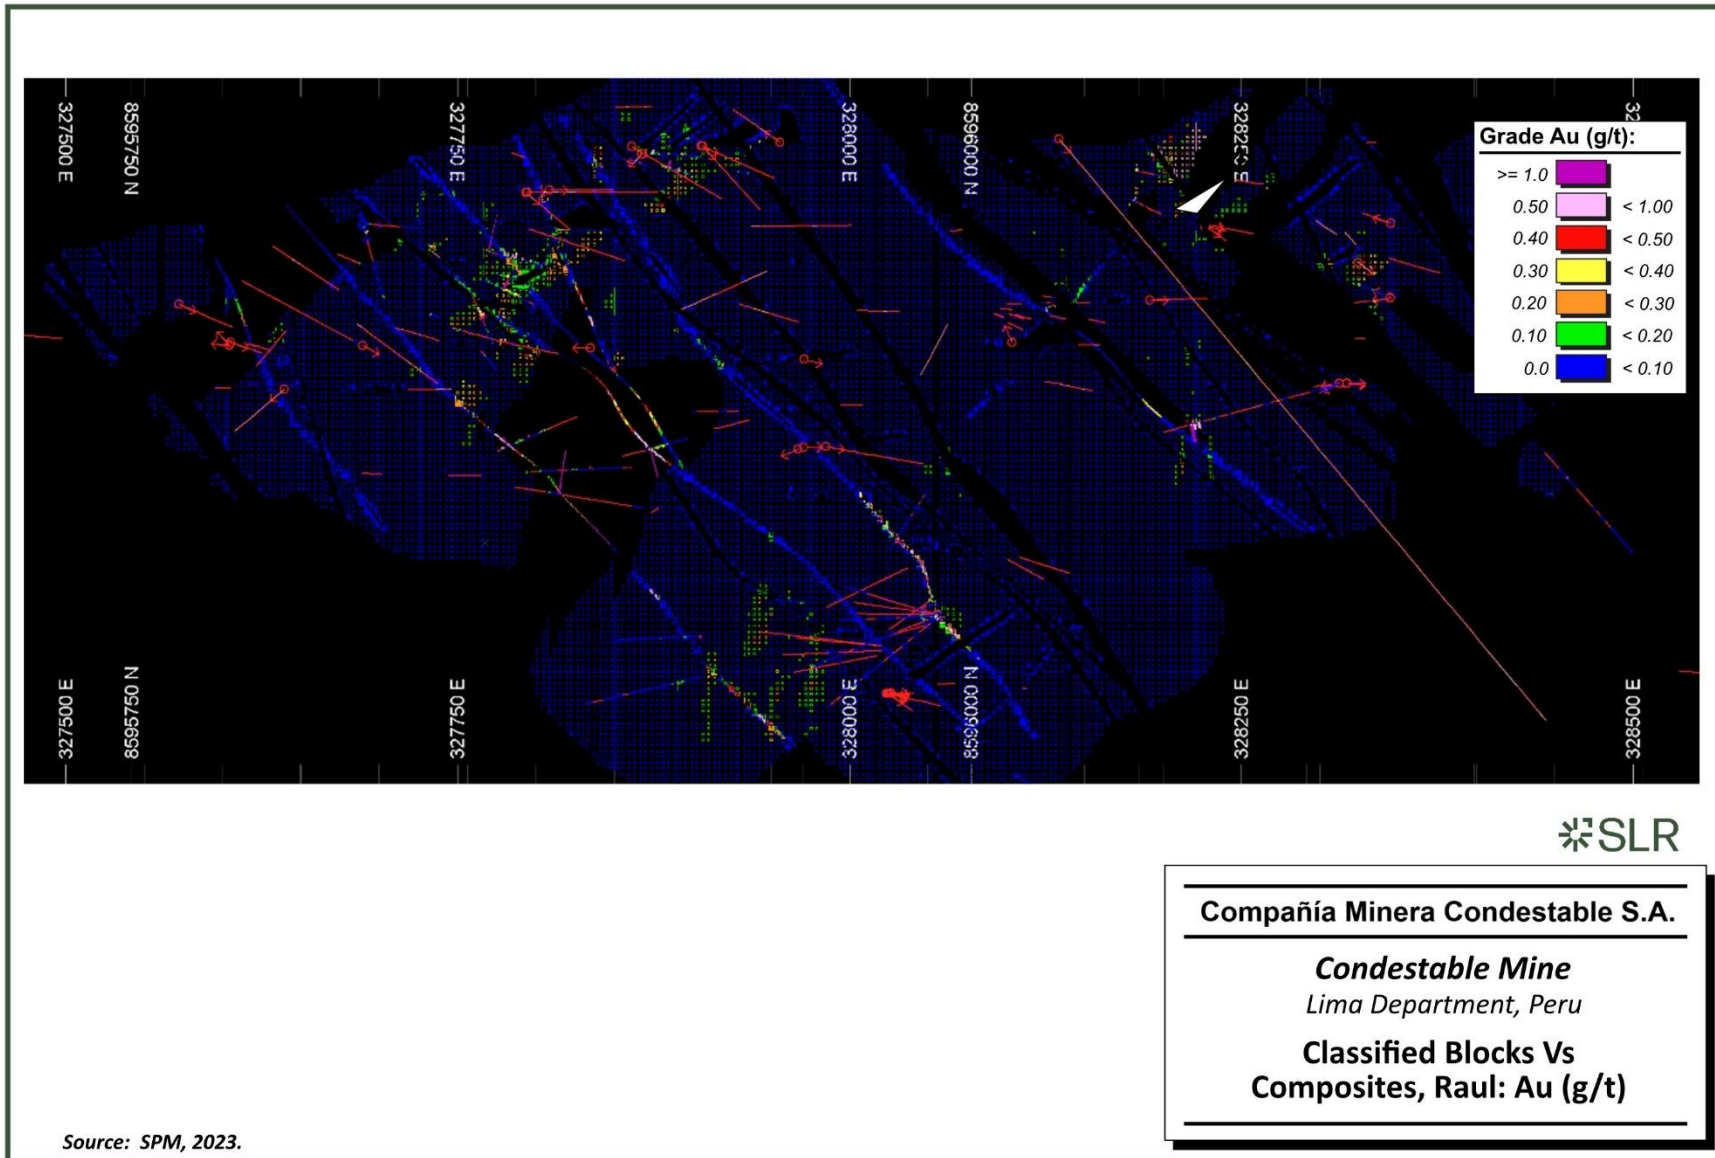 327500 E
8595750 N
327750 E
328000 E
8596000 N
328250 E
32
Grade Au (g/t):
>= 1.0
0.50 < 1.00
0.40 < 0.50
0.30 < 0.40
0.20 < 0.30
0.10 < 0.20
0.0 < 0.10
327500 E
8595750 N
327750 E
328000 E
8596000 N
328250 E
328500 E
SLR
Compañía Minera Condestable S.A.
Condestable Mine
Lima Department, Peru
Classified Blocks Vs
Composites, Raul: Au (g/t)
Source: SPM, 2023.